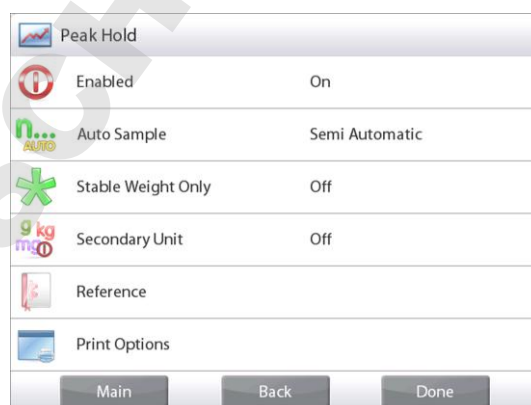 Peak Hold
Enabled On
n... AUTO Auto Sample Semi Automatic
Stable Weight Only Off
g kg mg Secondary Unit Off
Reference
Print Options
Main Back Done